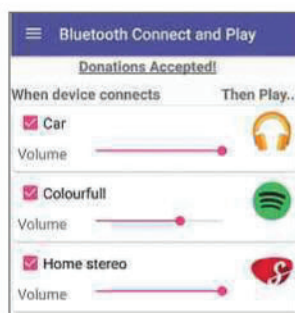 Bluetooth Connect and Play
Donations Accepted!
When device connects Then Play..
Car
Volume
Colourfull
Volume
Home stereo
Volume